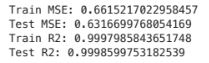 Train MSE: 0.6615217022958457
Test MSE: 0.6316699768054169
Train R2: 0.9997985843651748
Test R2: 0.9998599753182539